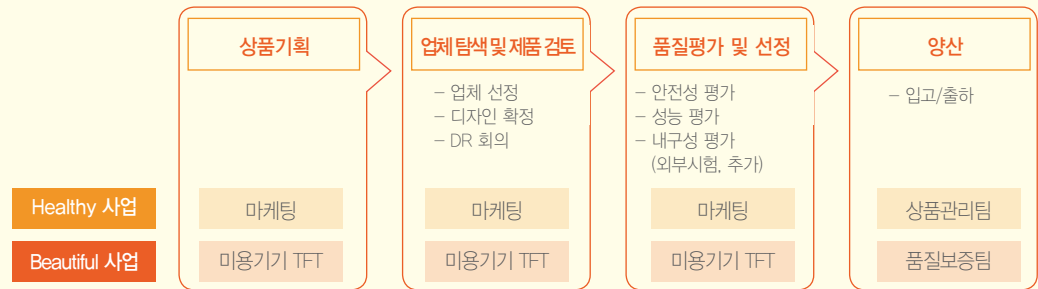 상품기획
업체 탐색 및 제품 검토
- 업체 선정
- 디자인 확정
- DR 회의
품질평가 및 선정
- 안전성 평가
- 성능 평가
- 내구성 평가
(외부시험, 추가)
양산
- 입고/출하
Healthy 사업
마케팅
마케팅
마케팅
상품관리팀
Beautiful 사업
미용기기 TFT
미용기기 TFT
미용기기 TFT
품질보증팀